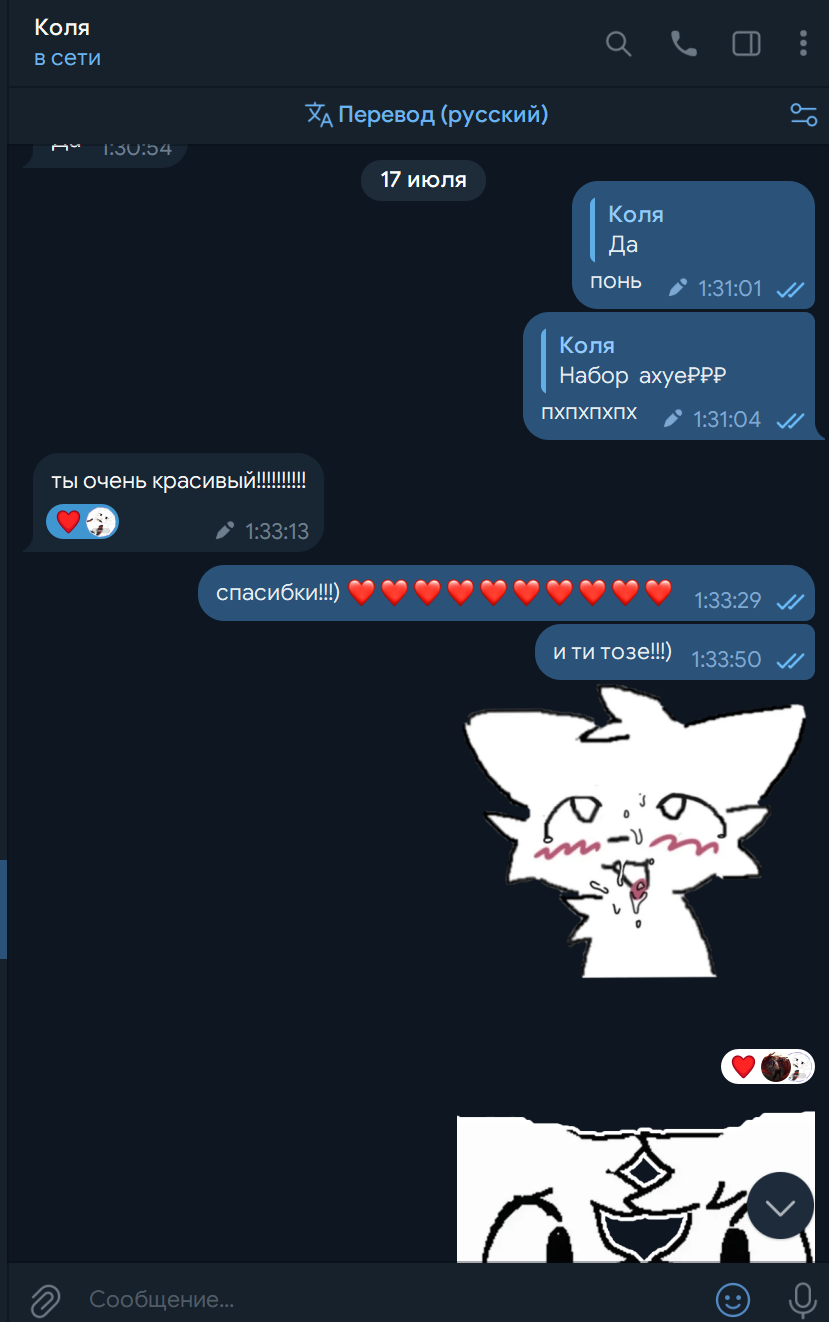 Коля
в сети
Перевод (русский)
Да 1:30:54
17 июля
Коля
Да
понь 1:31:01
Коля
Набор ахуе₽₽₽
пхпхпхпх 1:31:04
ты очень красивый!!!!!!!!!!
1:33:13
спасибки!!!) ❤️❤️❤️❤️❤️❤️❤️❤️❤️❤️ 1:33:29
и ти тозе!!!) 1:33:50
Сообщение...